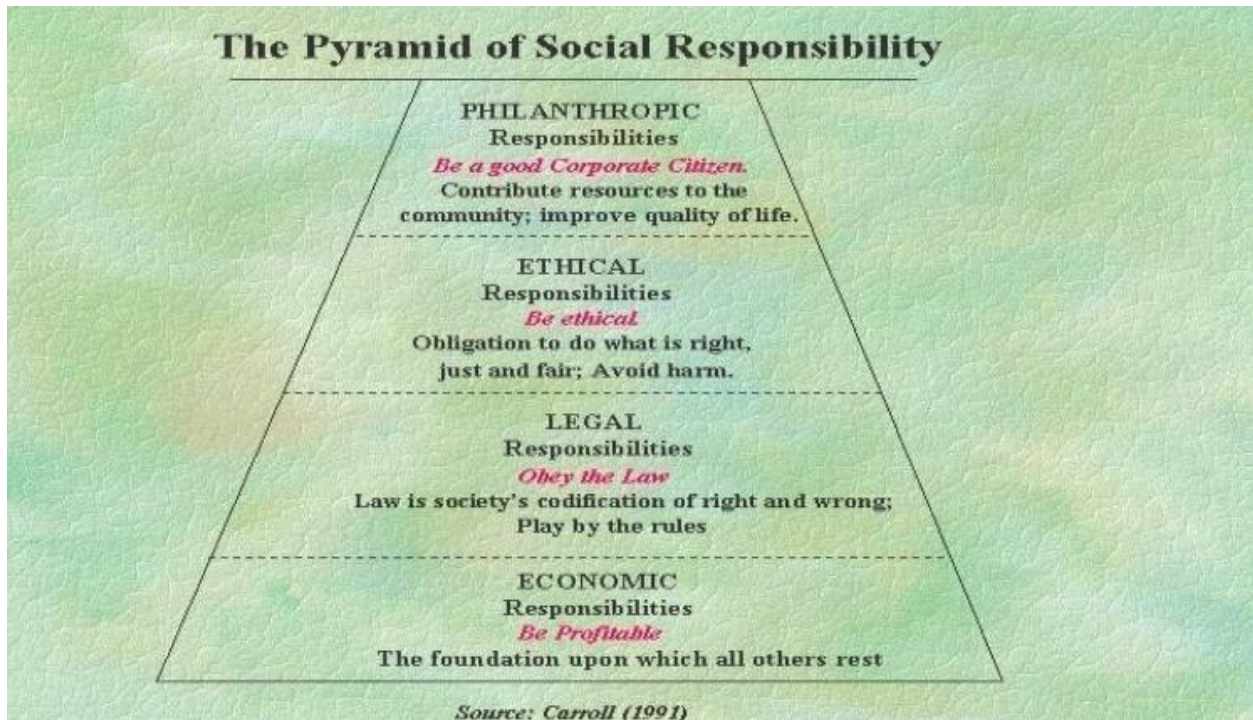 The Pyramid of Social Responsibility
PHILANTHROPIC
Responsibilities
Be a good Corporate Citizen.
Contribute resources to the
community; improve quality of life.
ETHICAL
Responsibilities
Be ethical.
Obligation to do what is right,
just and fair; Avoid harm.
LEGAL
Responsibilities
Obey the Law
Law is society's codification of right and wrong;
Play by the rules
ECONOMIC
Responsibilities
Be Profitable
The foundation upon which all others rest
Source: Carroll (1991)